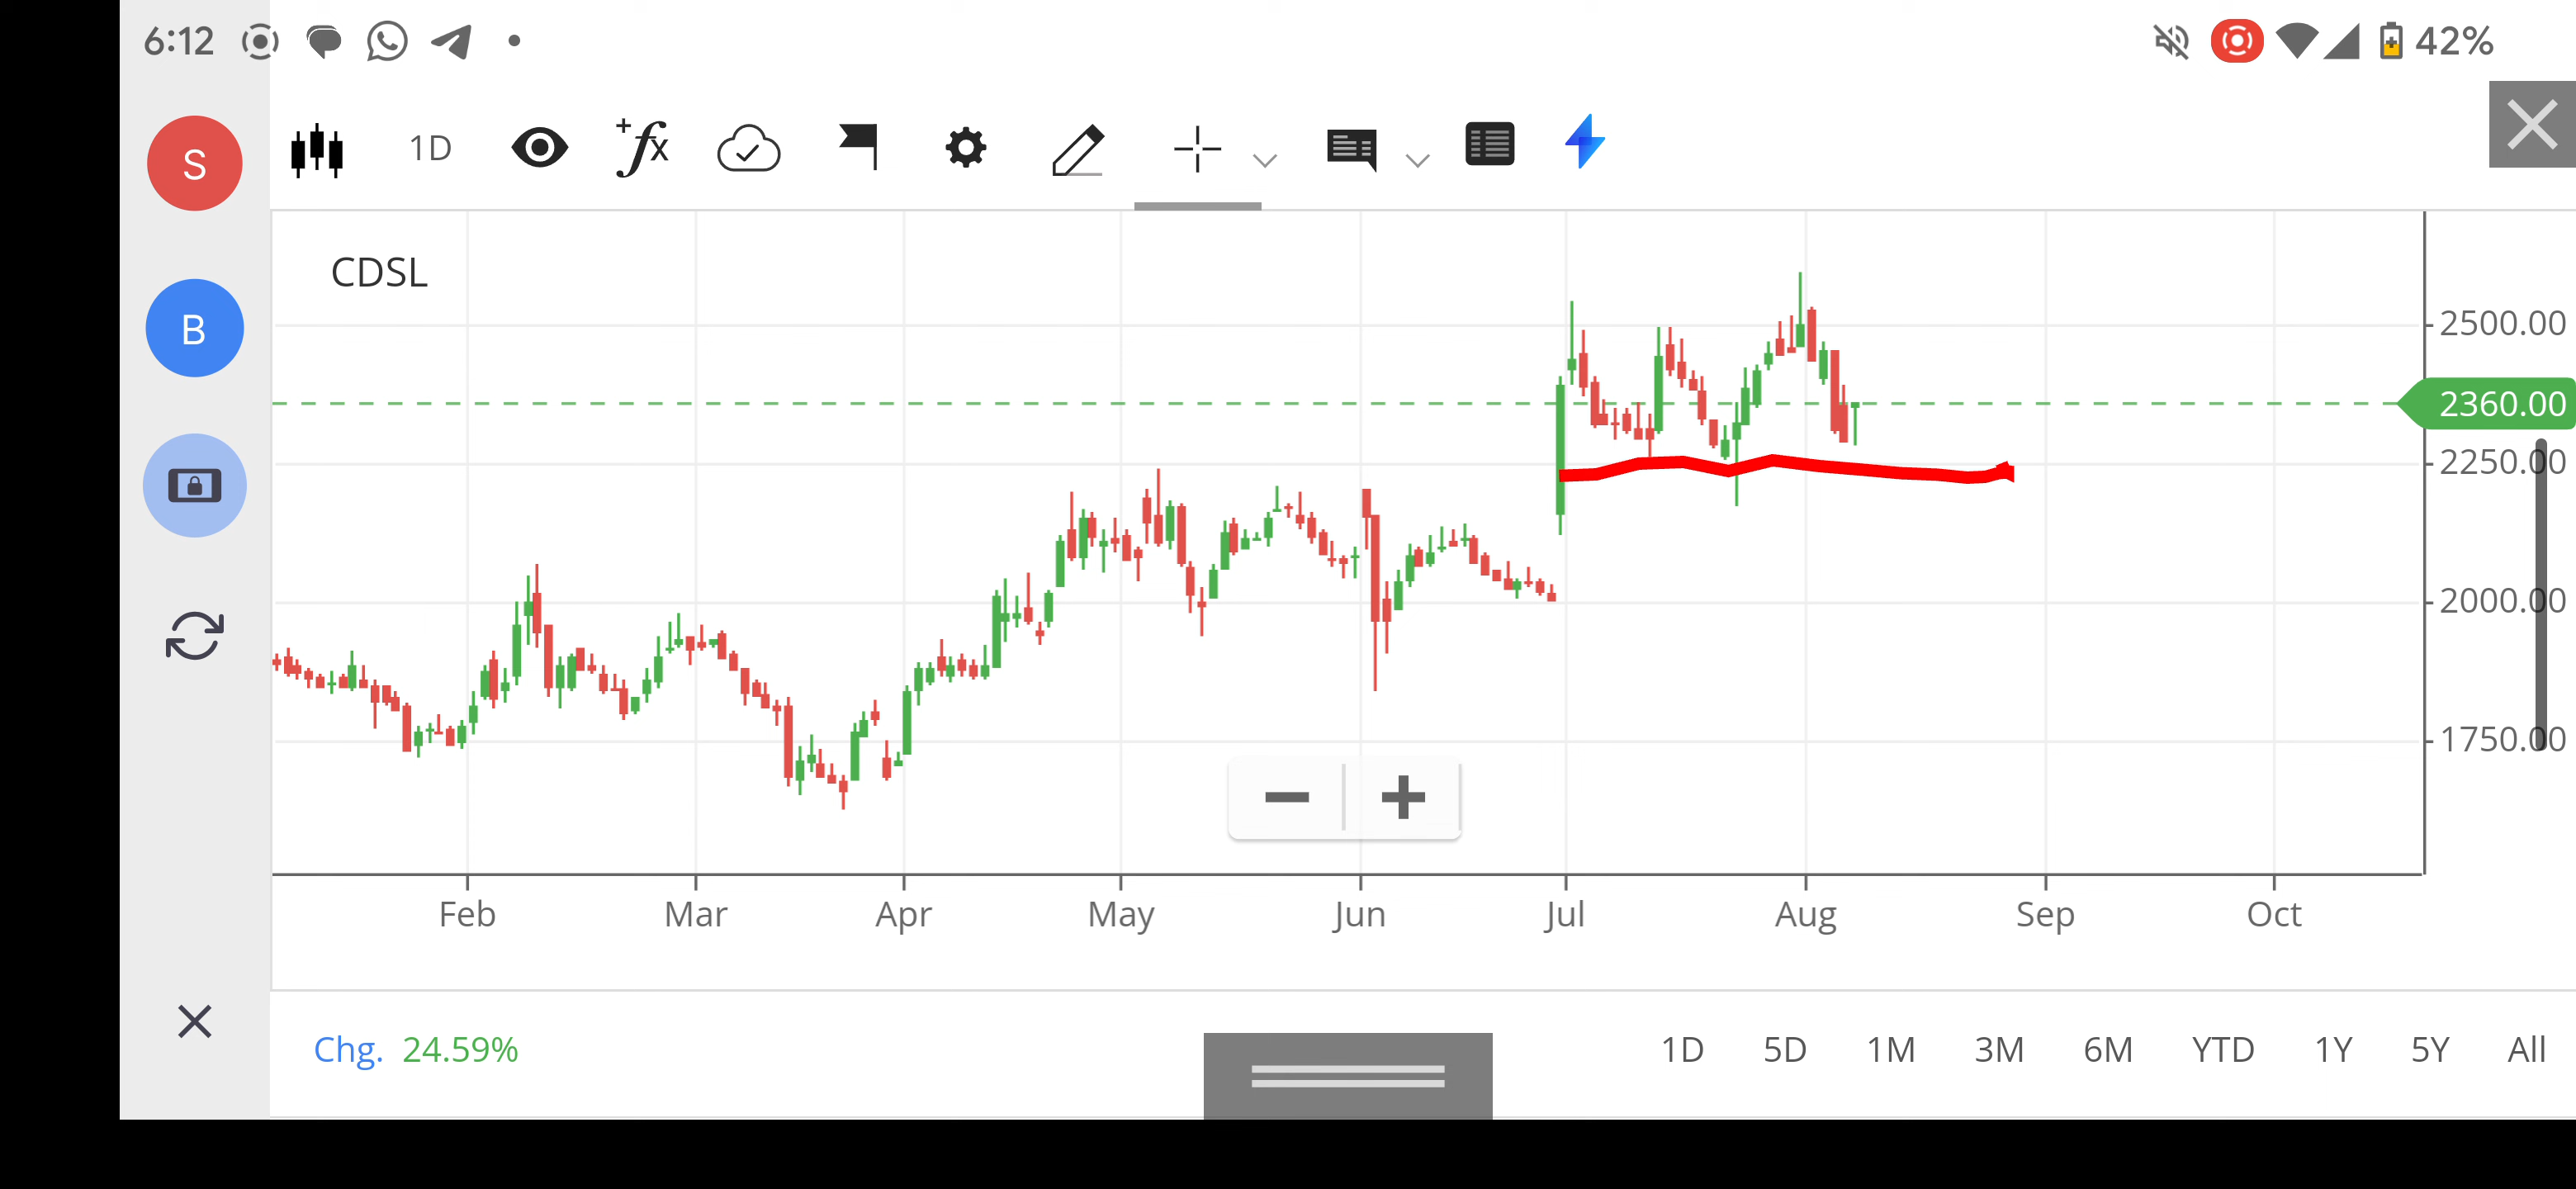 6:12 42%
S
B
1D +fx
CDSL
2500.00
2360.00
2250.00
2000.00
1750.00
Feb Mar Apr May Jun Jul Aug Sep Oct
Chg. 24.59% 1D 5D 1M 3M 6M YTD 1Y 5Y All